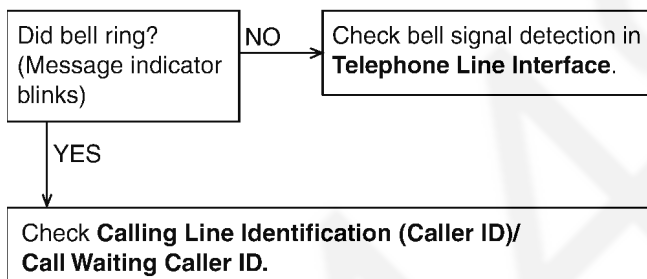 Did bell ring?
(Message indicator
blinks)
NO
Check bell signal detection in
Telephone Line Interface.
YES
Check Calling Line Identification (Caller ID)/
Call Waiting Caller ID.